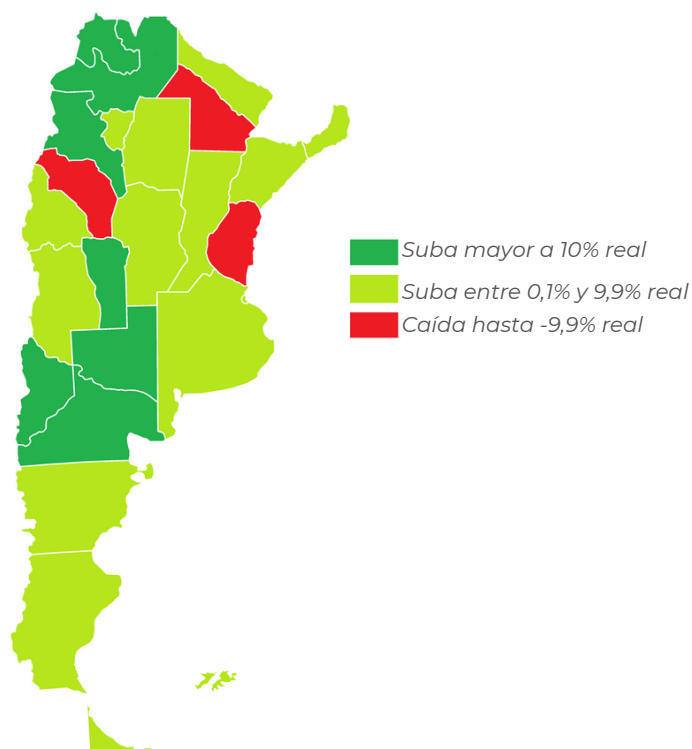 Suba mayor a 10% real
Suba entre 0,1% y 9,9% real
Caída hasta -9,9% real